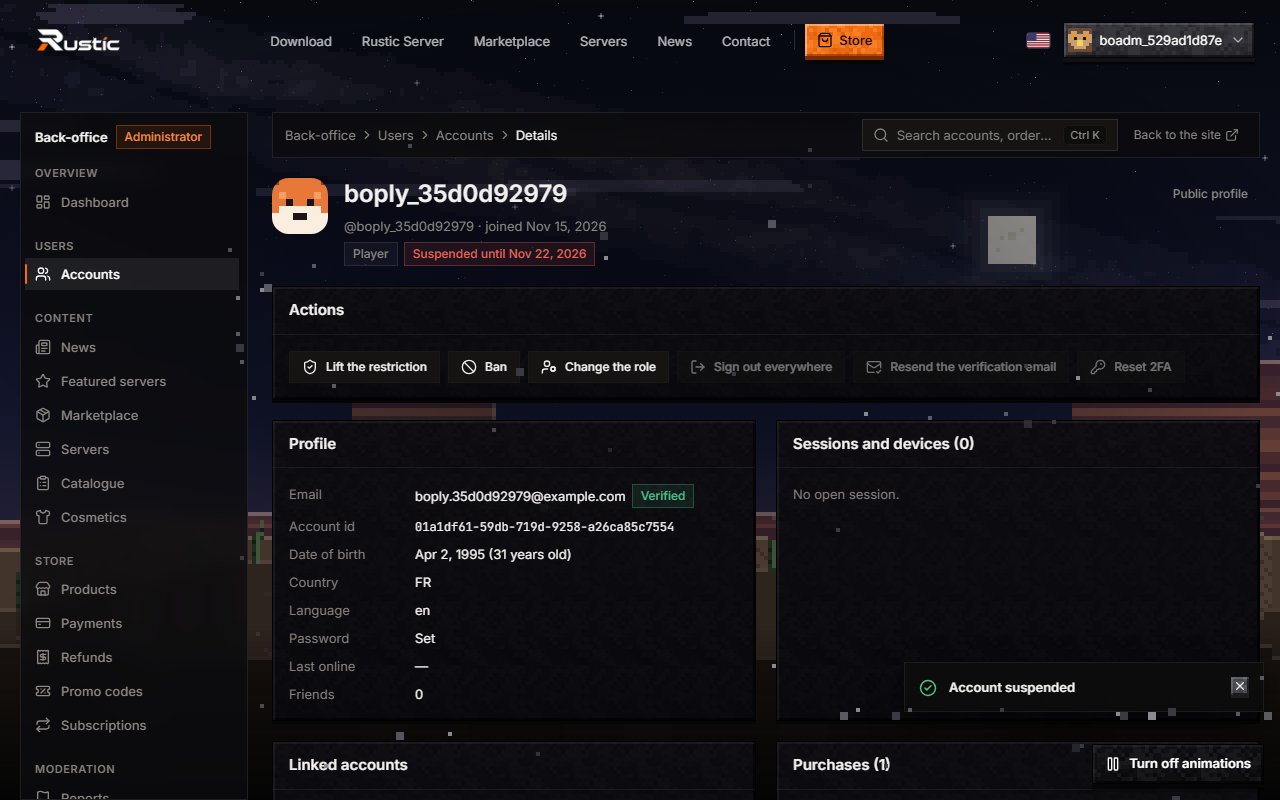 Rustic
Download Rustic Server Marketplace Servers News Contact Store boadm_529ad1d87e
Back-office Administrator
OVERVIEW
Dashboard
USERS
Accounts
CONTENT
News
Featured servers
Marketplace
Servers
Catalogue
Cosmetics
STORE
Products
Payments
Refunds
Promo codes
Subscriptions
MODERATION
Reports
Back-office Users Accounts Details Search accounts, order... Ctrl K Back to the site
boply_35d0d92979
Public profile
@boply_35d0d92979 · joined Nov 15, 2026
Player Suspended until Nov 22, 2026
Actions
Lift the restriction Ban Change the role Sign out everywhere Resend the verification email Reset 2FA
Profile
Email boply.35d0d92979@example.com Verified
Account id 01a1df61-59db-719d-9258-a26ca85c7554
Date of birth Apr 2, 1995 (31 years old)
Country FR
Language en
Password Set
Last online —
Friends 0
Sessions and devices (0)
No open session.
Account suspended
Linked accounts
Purchases (1)
Turn off animations